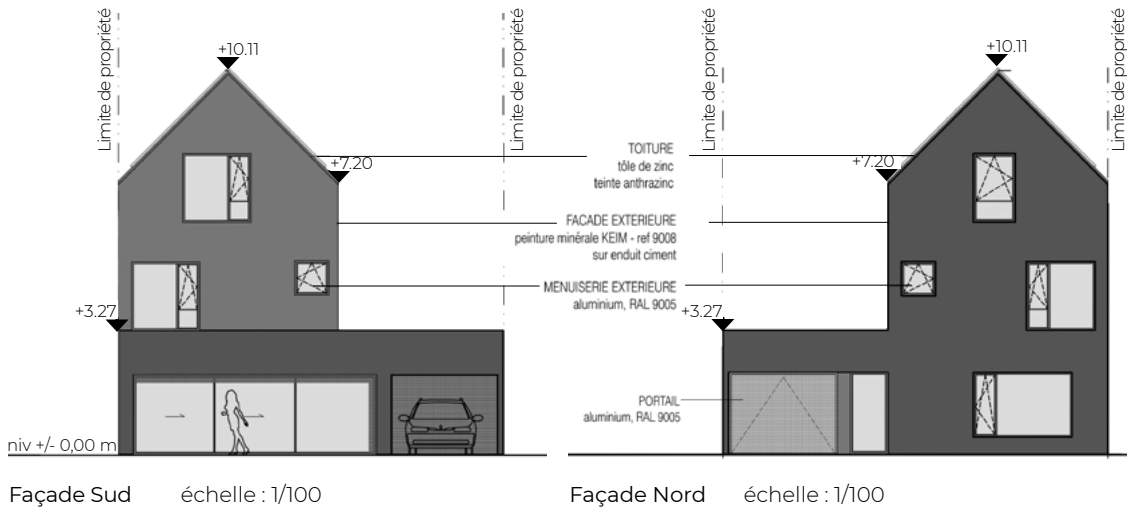 Limite de propriété
+10.11
Limite de propriété
Limite de propriété
+10.11
Limite de propriété
TOITURE
tôle de zinc
teinte anthrazinc
+7.20
+7.20
FACADE EXTERIEURE
peinture minérale KEIM - ref 9008
sur enduit ciment
MENUISERIE EXTERIEURE
aluminium, RAL 9005
+3.27
+3.27
PORTAIL
aluminium, RAL 9005
niv +/- 0,00 m
Façade Sud échelle : 1/100
Façade Nord échelle : 1/100